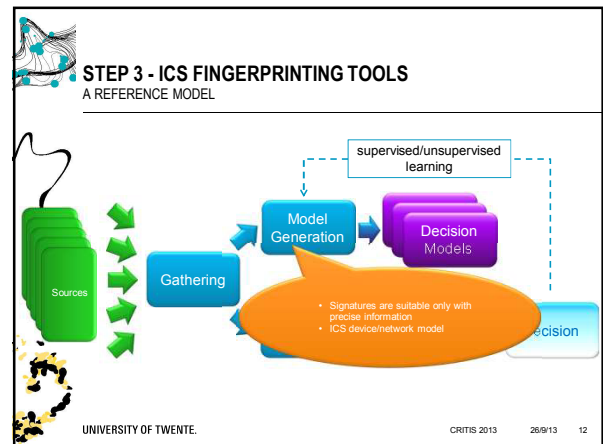 STEP 3 - ICS FINGERPRINTING TOOLS
A REFERENCE MODEL
supervised/unsupervised
learning
Model
Generation
Decision
Models
Sources
Gathering
• Signatures are suitable only with
precise information
• ICS device/network model
ecision
UNIVERSITY OF TWENTE.
CRITIS 2013 26/9/13 12